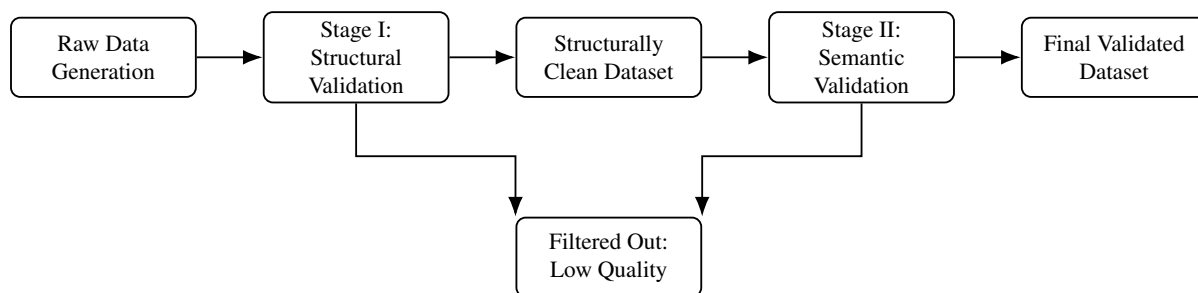 Raw Data
Generation
Stage I:
Structural
Validation
Structurally
Clean Dataset
Stage II:
Semantic
Validation
Final Validated
Dataset
Filtered Out:
Low Quality